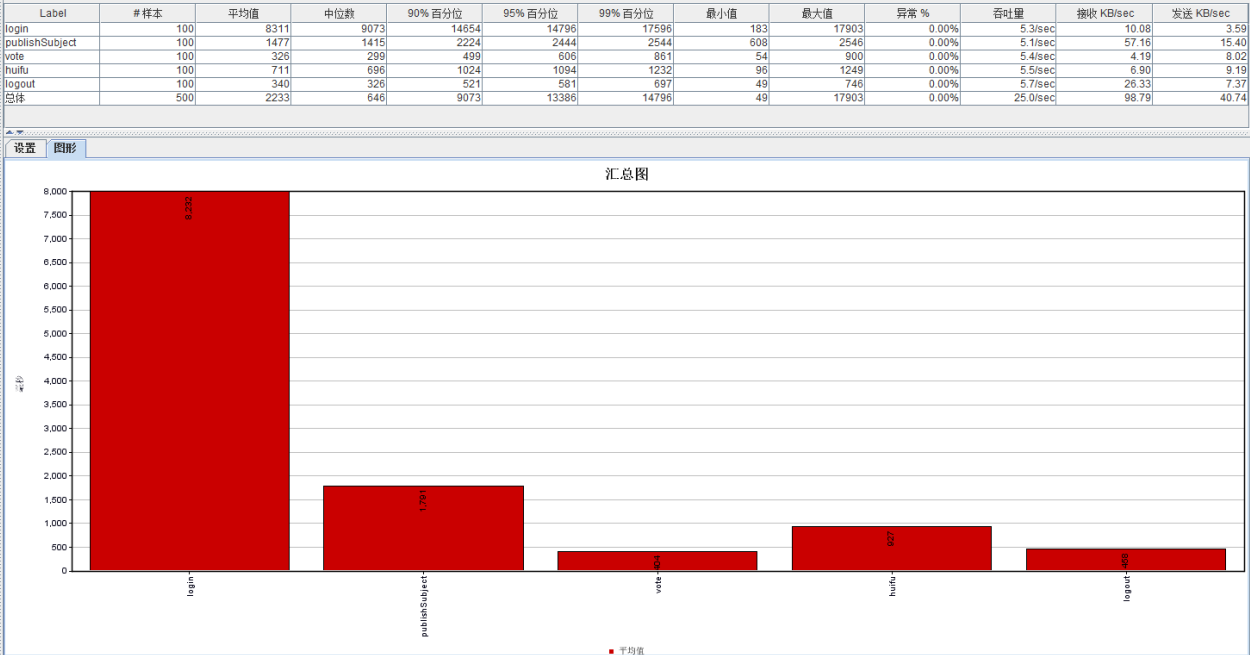 Label # 样本 平均值 中位数 90% 百分位 95% 百分位 99% 百分位 最小值 最大值 异常 % 吞吐量 接收 KB/sec 发送 KB/sec
login 100 8311 9073 14654 14796 17596 183 17903 0.00% 5.3/sec 10.08 3.59
publishSubject 100 1477 1415 2224 2444 2544 608 2546 0.00% 5.1/sec 57.16 15.40
vote 100 326 299 499 606 861 54 900 0.00% 5.4/sec 4.19 8.02
huifu 100 711 696 1024 1094 1232 96 1249 0.00% 5.5/sec 6.90 9.19
logout 100 340 326 521 581 697 49 746 0.00% 5.7/sec 26.33 7.37
总体 500 2233 646 9073 13386 14796 49 17903 0.00% 25.0/sec 98.79 40.74
设置 图形
汇总图
8,000
7,500
7,000
6,500
6,000
5,500
5,000
4,500
4,000
3,500
3,000
2,500
2,000
1,500
1,000
500
0
毫秒
8,232
1,791
404
927
login
publishSubject
vote
huifu
logout
平均值